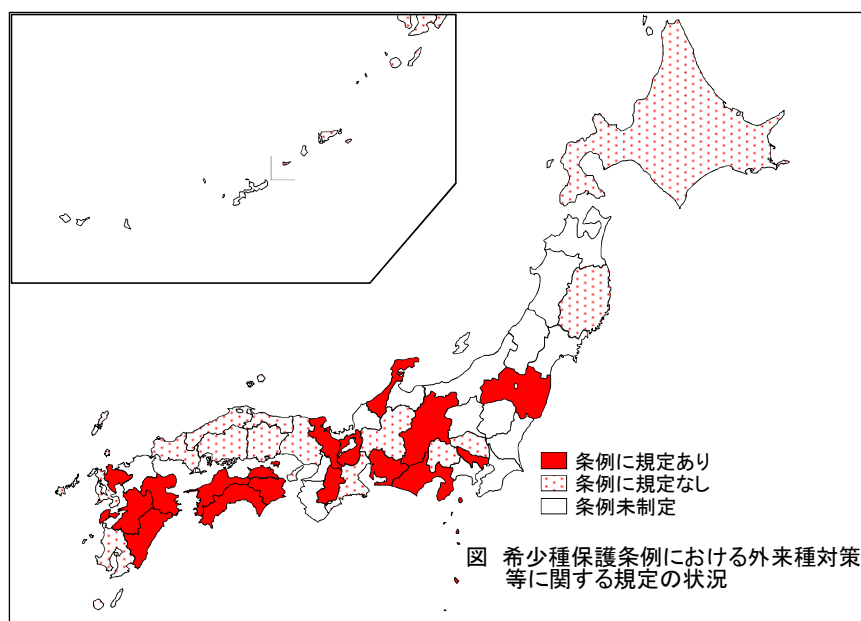 条例に規定あり
条例に規定なし
条例未制定
図 希少種保護条例における外来種対策
等に関する規定の状況